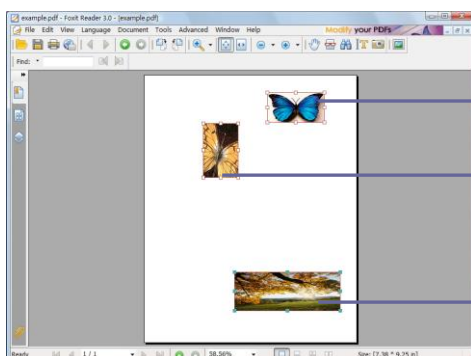 example.pdf - Foxit Reader 3.0 - [example.pdf]
File Edit View Language Document Tools Advanced Window Help
Modify your PDFs
Find:
Ready
1 / 1
58.56%
Size: [7.38 * 9.25 in]